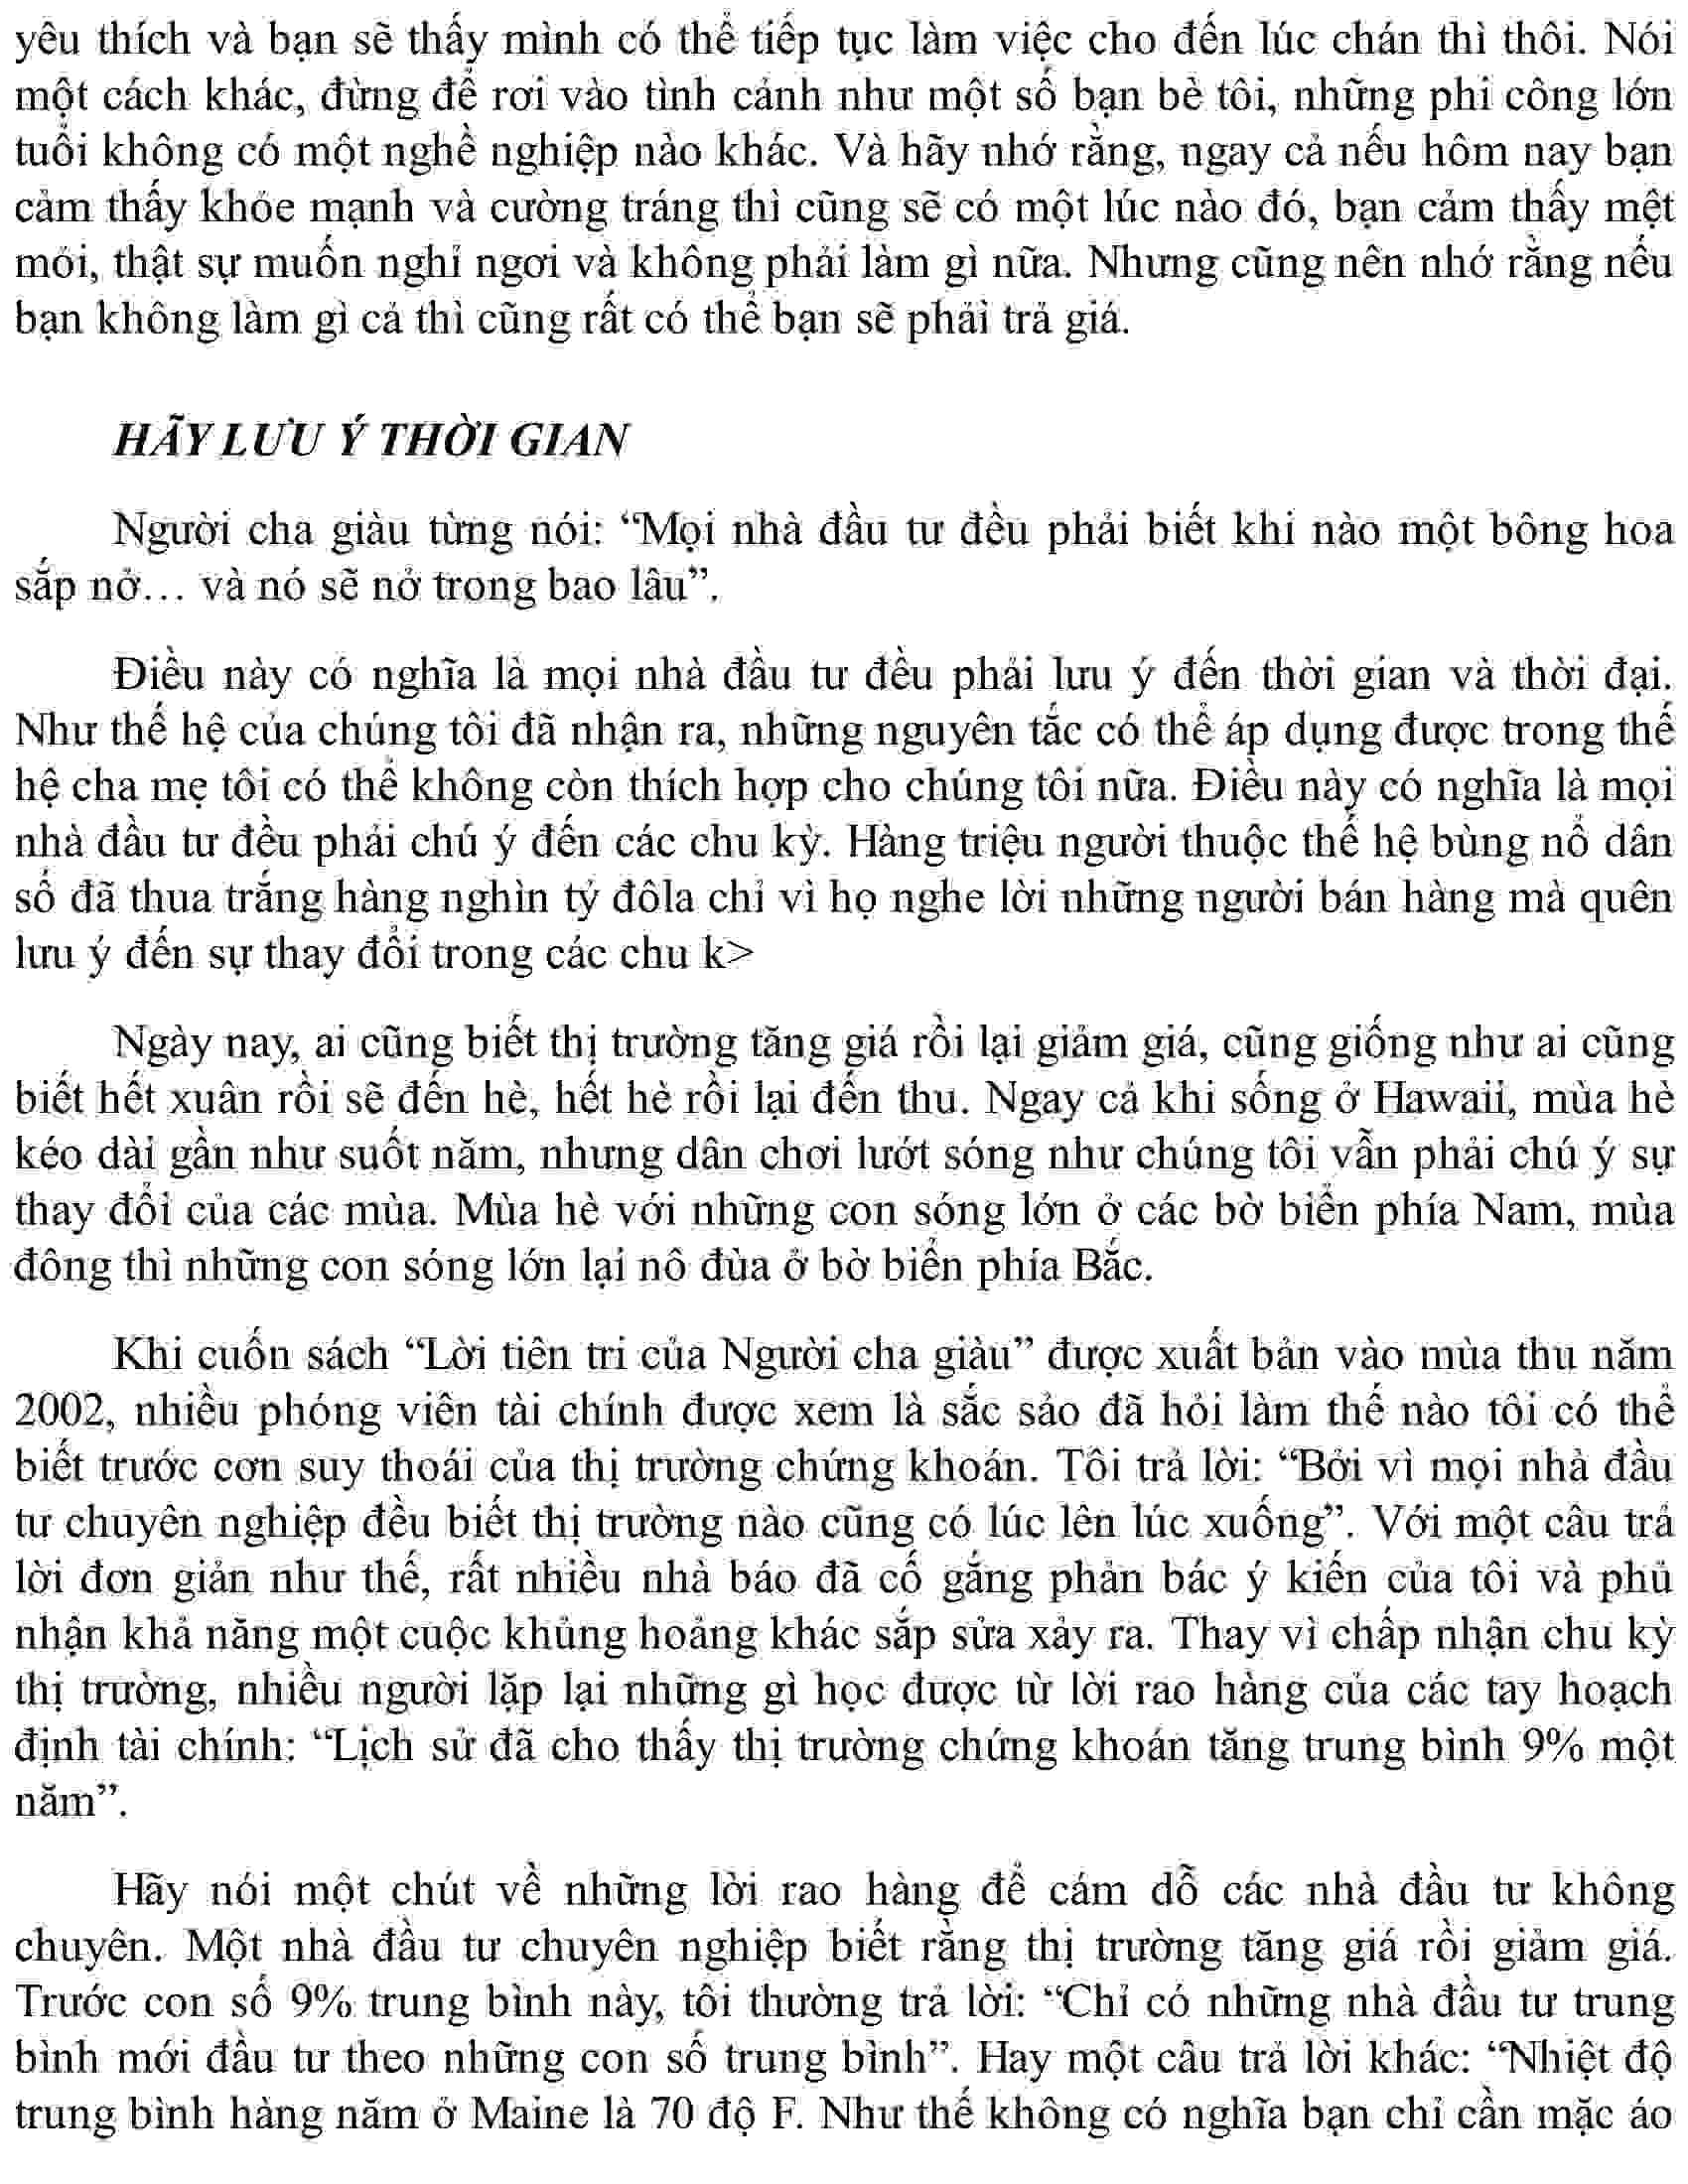 yêu thích và bạn sẽ thấy mình có thể tiếp tục làm việc cho đến lúc chán thì thôi. Nói
một cách khác, đừng để rơi vào tình cảnh như một số bạn bè tôi, những phi công lớn
tuổi không có một nghề nghiệp nào khác. Và hãy nhớ rằng, ngay cả nếu hôm nay bạn
cảm thấy khỏe mạnh và cường tráng thì cũng sẽ có một lúc nào đó, bạn cảm thấy mệt
mỏi, thật sự muốn nghỉ ngơi và không phải làm gì nữa. Nhưng cũng nên nhớ rằng nếu
bạn không làm gì cả thì cũng rất có thể bạn sẽ phải trả giá.
HÃY LƯU Ý THỜI GIAN
Người cha giàu từng nói: “Mọi nhà đầu tư đều phải biết khi nào một bông hoa
sắp nở… và nó sẽ nở trong bao lâu”.
Điều này có nghĩa là mọi nhà đầu tư đều phải lưu ý đến thời gian và thời đại.
Như thế hệ của chúng tôi đã nhận ra, những nguyên tắc có thể áp dụng được trong thế
hệ cha mẹ tôi có thể không còn thích hợp cho chúng tôi nữa. Điều này có nghĩa là mọi
nhà đầu tư đều phải chú ý đến các chu kỳ. Hàng triệu người thuộc thế hệ bùng nổ dân
số đã thua trắng hàng nghìn tỷ đôla chỉ vì họ nghe lời những người bán hàng mà quên
lưu ý đến sự thay đổi trong các chu k>
Ngày nay, ai cũng biết thị trường tăng giá rồi lại giảm giá, cũng giống như ai cũng
biết hết xuân rồi sẽ đến hè, hết hè rồi lại đến thu. Ngay cả khi sống ở Hawaii, mùa hè
kéo dài gần như suốt năm, nhưng dân chơi lướt sóng như chúng tôi vẫn phải chú ý sự
thay đổi của các mùa. Mùa hè với những con sóng lớn ở các bờ biển phía Nam, mùa
đông thì những con sóng lớn lại nô đùa ở bờ biển phía Bắc.
Khi cuốn sách “Lời tiên tri của Người cha giàu” được xuất bản vào mùa thu năm
2002, nhiều phóng viên tài chính được xem là sắc sảo đã hỏi làm thế nào tôi có thể
biết trước cơn suy thoái của thị trường chứng khoán. Tôi trả lời: “Bởi vì mọi nhà đầu
tư chuyên nghiệp đều biết thị trường nào cũng có lúc lên lúc xuống”. Với một câu trả
lời đơn giản như thế, rất nhiều nhà báo đã cố gắng phản bác ý kiến của tôi và phủ
nhận khả năng một cuộc khủng hoảng khác sắp sửa xảy ra. Thay vì chấp nhận chu kỳ
thị trường, nhiều người lặp lại những gì học được từ lời rao hàng của các tay hoạch
định tài chính: “Lịch sử đã cho thấy thị trường chứng khoán tăng trung bình 9% một
năm”.
Hãy nói một chút về những lời rao hàng để cám dỗ các nhà đầu tư không
chuyên. Một nhà đầu tư chuyên nghiệp biết rằng thị trường tăng giá rồi giảm giá.
Trước con số 9% trung bình này, tôi thường trả lời: “Chỉ có những nhà đầu tư trung
bình mới đầu tư theo những con số trung bình”. Hay một câu trả lời khác: “Nhiệt độ
trung bình hàng năm ở Maine là 70 độ F. Như thế không có nghĩa bạn chỉ cần mặc áo